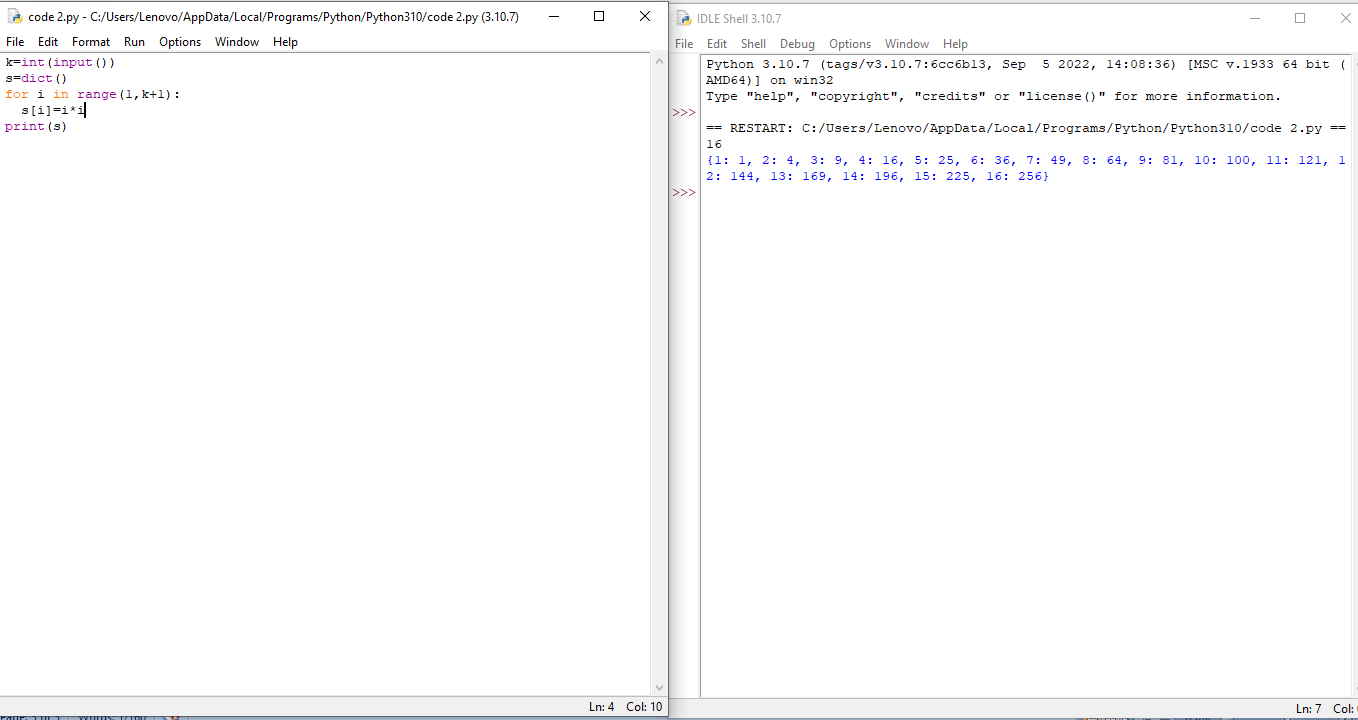 code 2.py - C:/Users/Lenovo/AppData/Local/Programs/Python/Python310/code 2.py (3.10.7)
File Edit Format Run Options Window Help
k=int(input())
s=dict()
for i in range(1,k+1):
  s[i]=i*i
print(s)
Ln: 4 Col: 10
IDLE Shell 3.10.7
File Edit Shell Debug Options Window Help
Python 3.10.7 (tags/v3.10.7:6cc6b13, Sep  5 2022, 14:08:36) [MSC v.1933 64 bit (
AMD64)] on win32
Type "help", "copyright", "credits" or "license()" for more information.
>>>
== RESTART: C:/Users/Lenovo/AppData/Local/Programs/Python/Python310/code 2.py ==
16
{1: 1, 2: 4, 3: 9, 4: 16, 5: 25, 6: 36, 7: 49, 8: 64, 9: 81, 10: 100, 11: 121, 1
2: 144, 13: 169, 14: 196, 15: 225, 16: 256}
>>>
Ln: 7 Col: